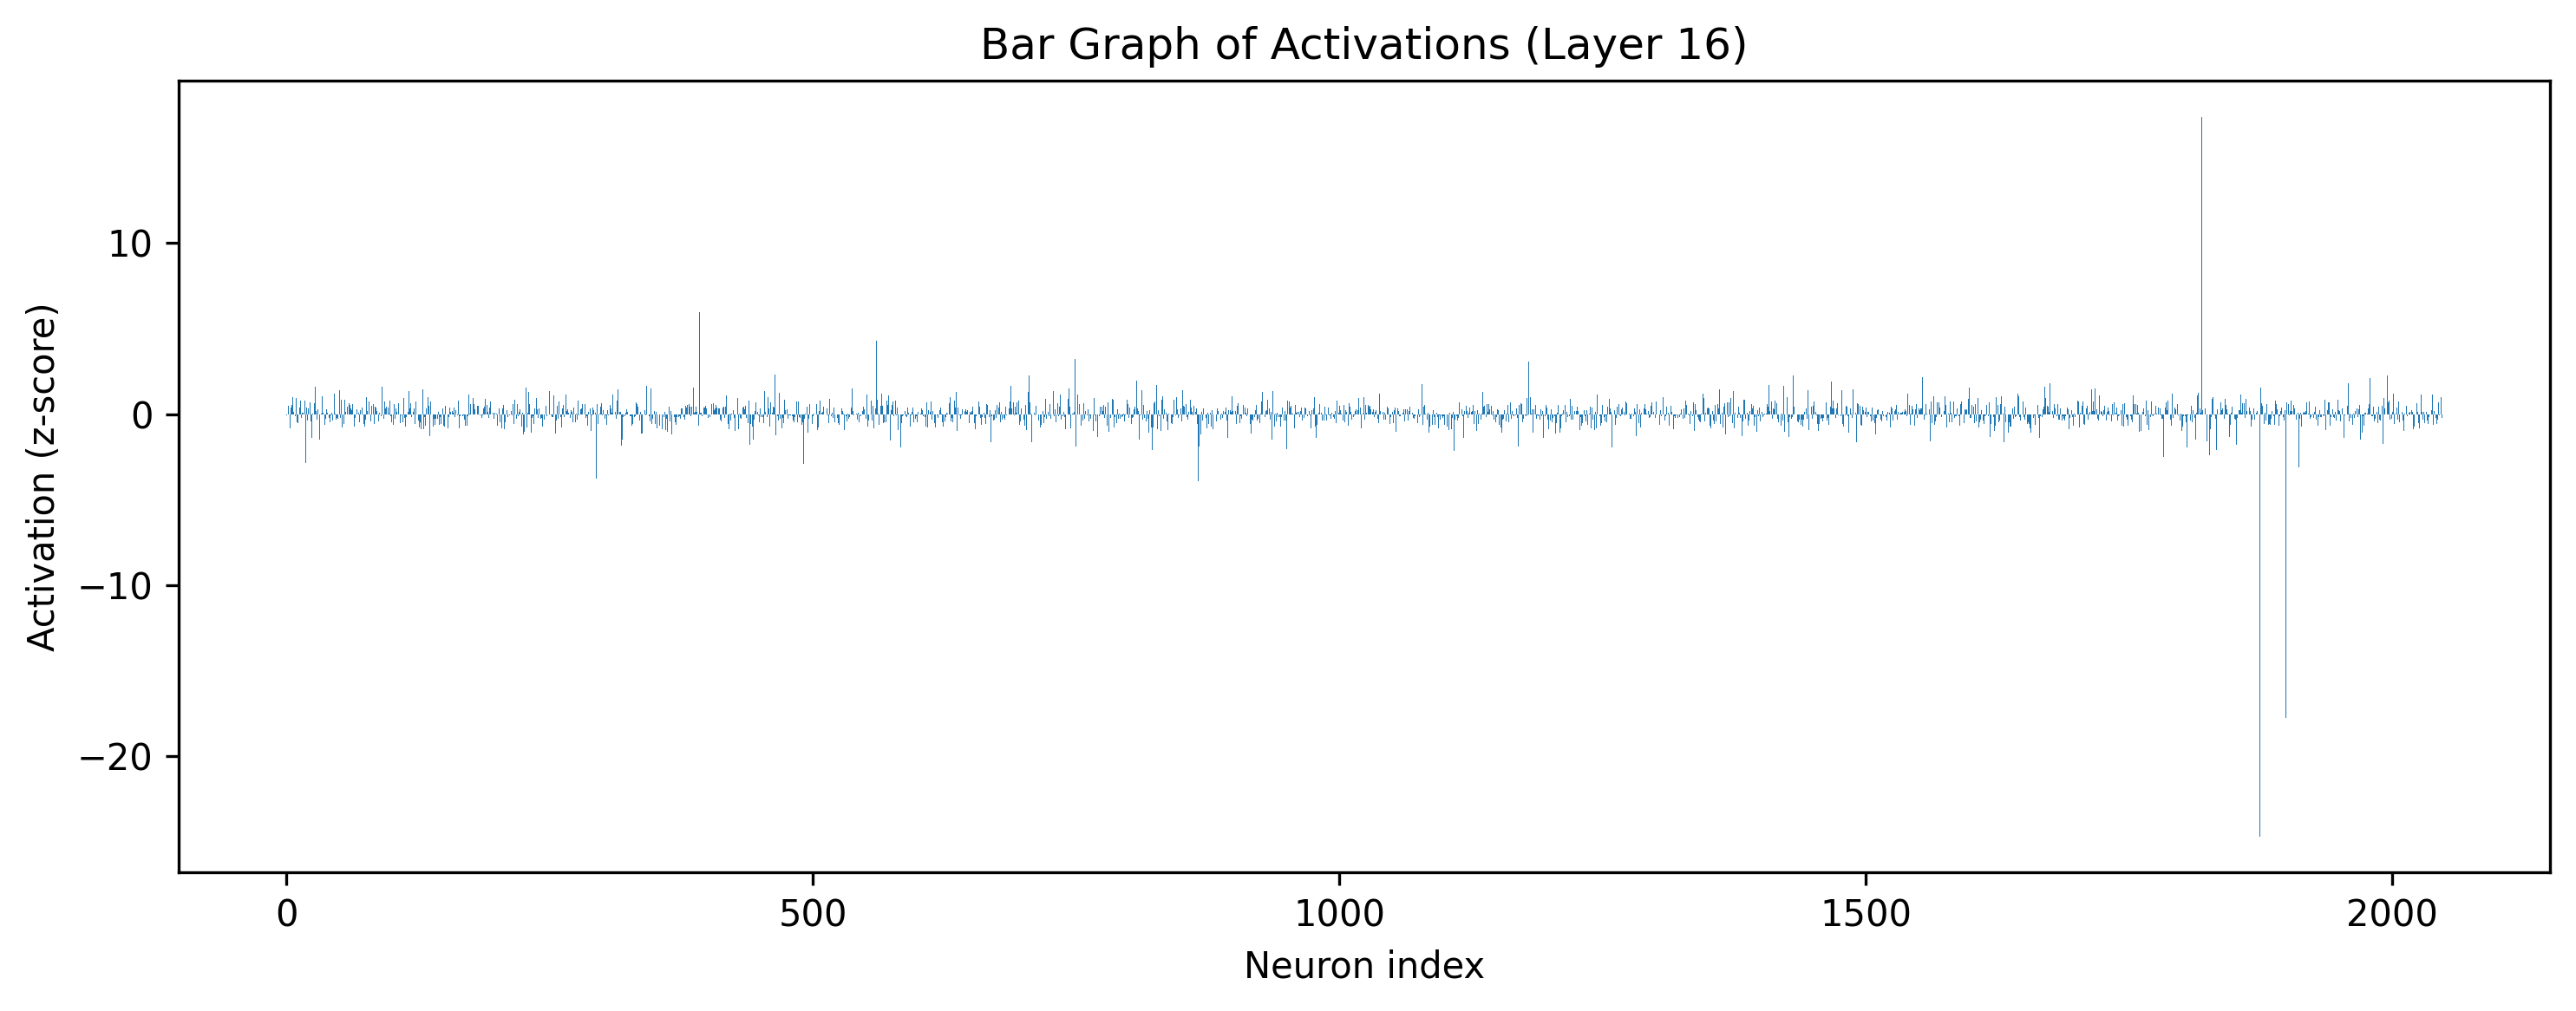 Bar Graph of Activations (Layer 16)
Activation (z-score)
10
0
−10
−20
0 500 1000 1500 2000
Neuron index